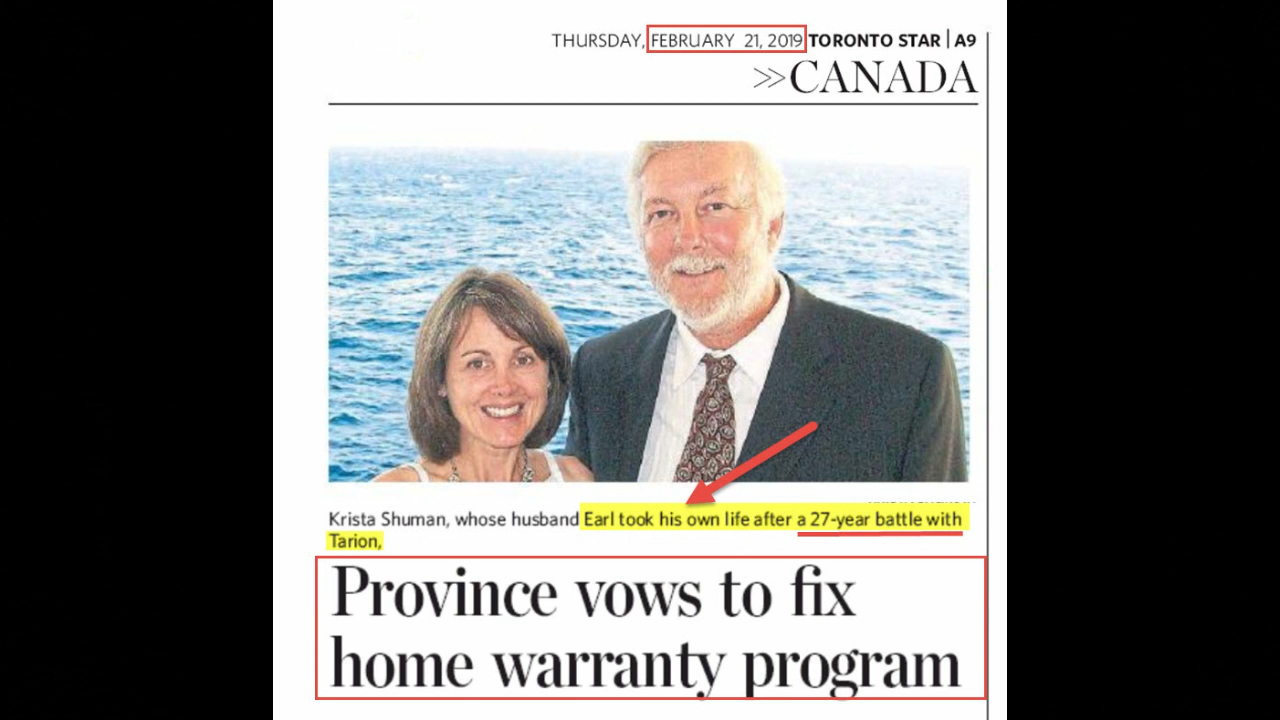 THURSDAY, FEBRUARY 21, 2019 TORONTO STAR | A9
>>CANADA
Krista Shuman, whose husband Earl took his own life after a 27-year battle with
Tarion,
Province vows to fix
home warranty program